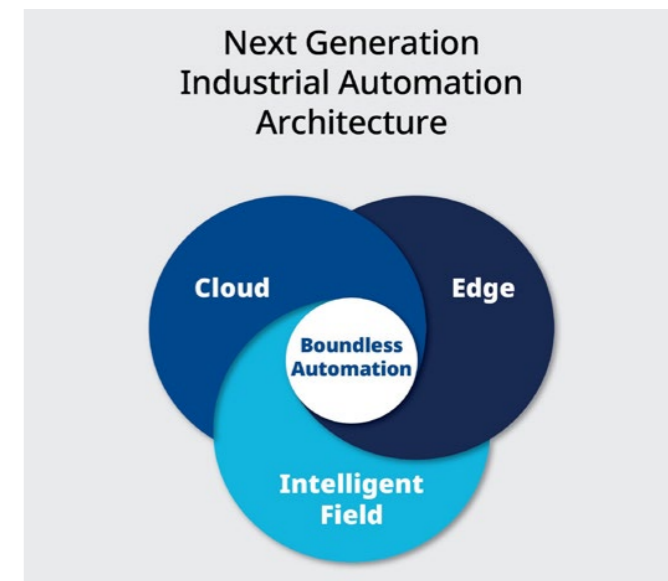 Next Generation
Industrial Automation
Architecture
Cloud
Edge
Boundless
Automation
Intelligent
Field